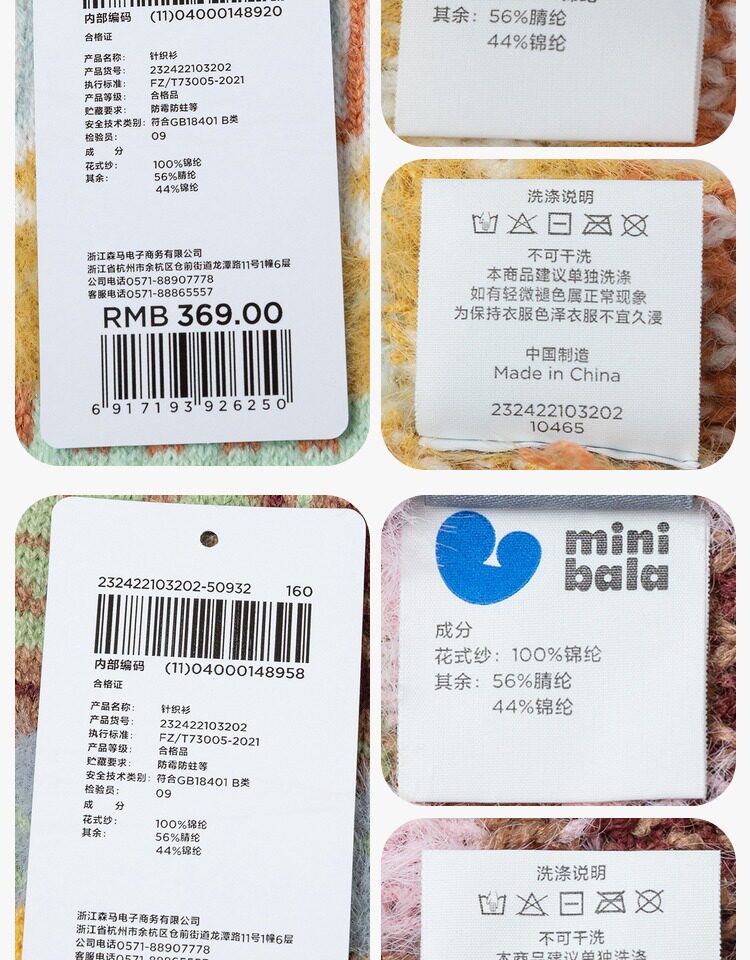 内部编码 (11)04000148920
合格证
产品名称： 针织衫
产品货号： 232422103202
执行标准： FZ/T73005-2021
产品等级： 合格品
贮藏要求： 防霉防蛀等
安全技术类别：符合GB18401 B类
检验员： 09
成 分
花式纱： 100%锦纶
其余： 56%腈纶
44%锦纶
浙江森马电子商务有限公司
浙江省杭州市余杭区仓前街道龙潭路11号1幢6层
公司电话0571-88907778
客服电话0571-88865557
RMB 369.00
6 917193 926250
其余：56%腈纶
44%锦纶
洗涤说明
不可干洗
本商品建议单独洗涤
如有轻微褪色属正常现象
为保持衣服色泽衣服不宜久浸
中国制造
Made in China
232422103202
10465
232422103202-50932 160
内部编码 (11)04000148958
合格证
产品名称： 针织衫
产品货号： 232422103202
执行标准： FZ/T73005-2021
产品等级： 合格品
贮藏要求： 防霉防蛀等
安全技术类别：符合GB18401 B类
检验员： 09
成 分
花式纱： 100%锦纶
其余： 56%腈纶
44%锦纶
浙江森马电子商务有限公司
浙江省杭州市余杭区仓前街道龙潭路11号1幢6层
公司电话0571-88907778
客服电话0571-88865557
mini
bala
成分
花式纱：100%锦纶
其余：56%腈纶
44%锦纶
洗涤说明
不可干洗
本商品建议单独洗涤